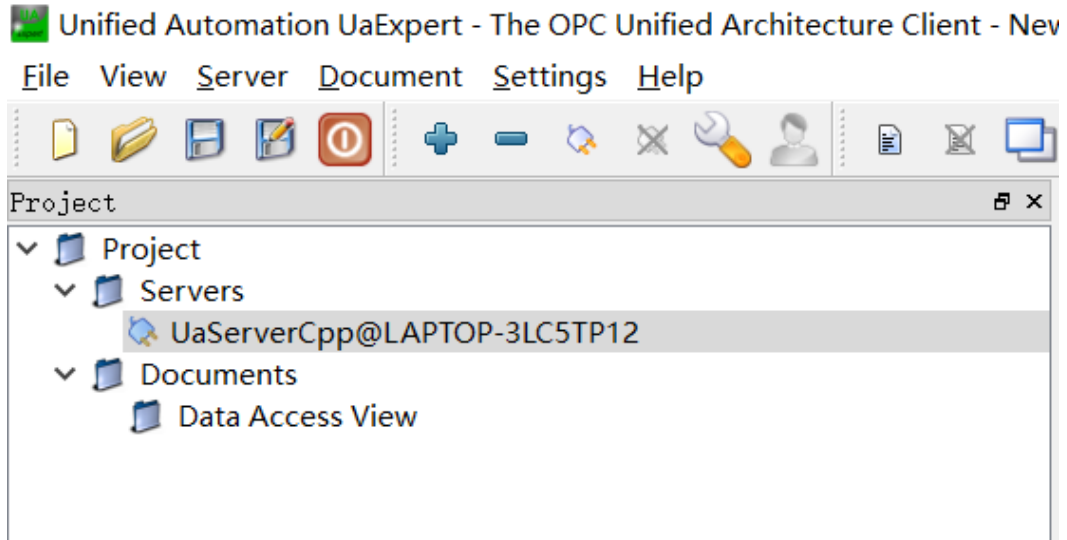 Unified Automation UaExpert - The OPC Unified Architecture Client - New
File View Server Document Settings Help
Project
Project
Servers
UaServerCpp@LAPTOP-3LC5TP12
Documents
Data Access View